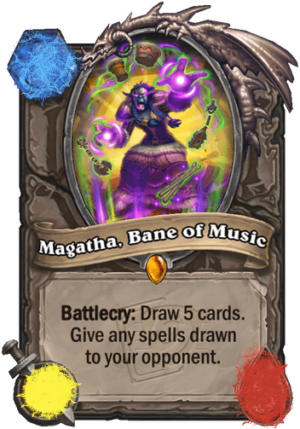 Magatha, Bane of Music
Battlecry: Draw 5 cards.
Give any spells drawn
to your opponent.